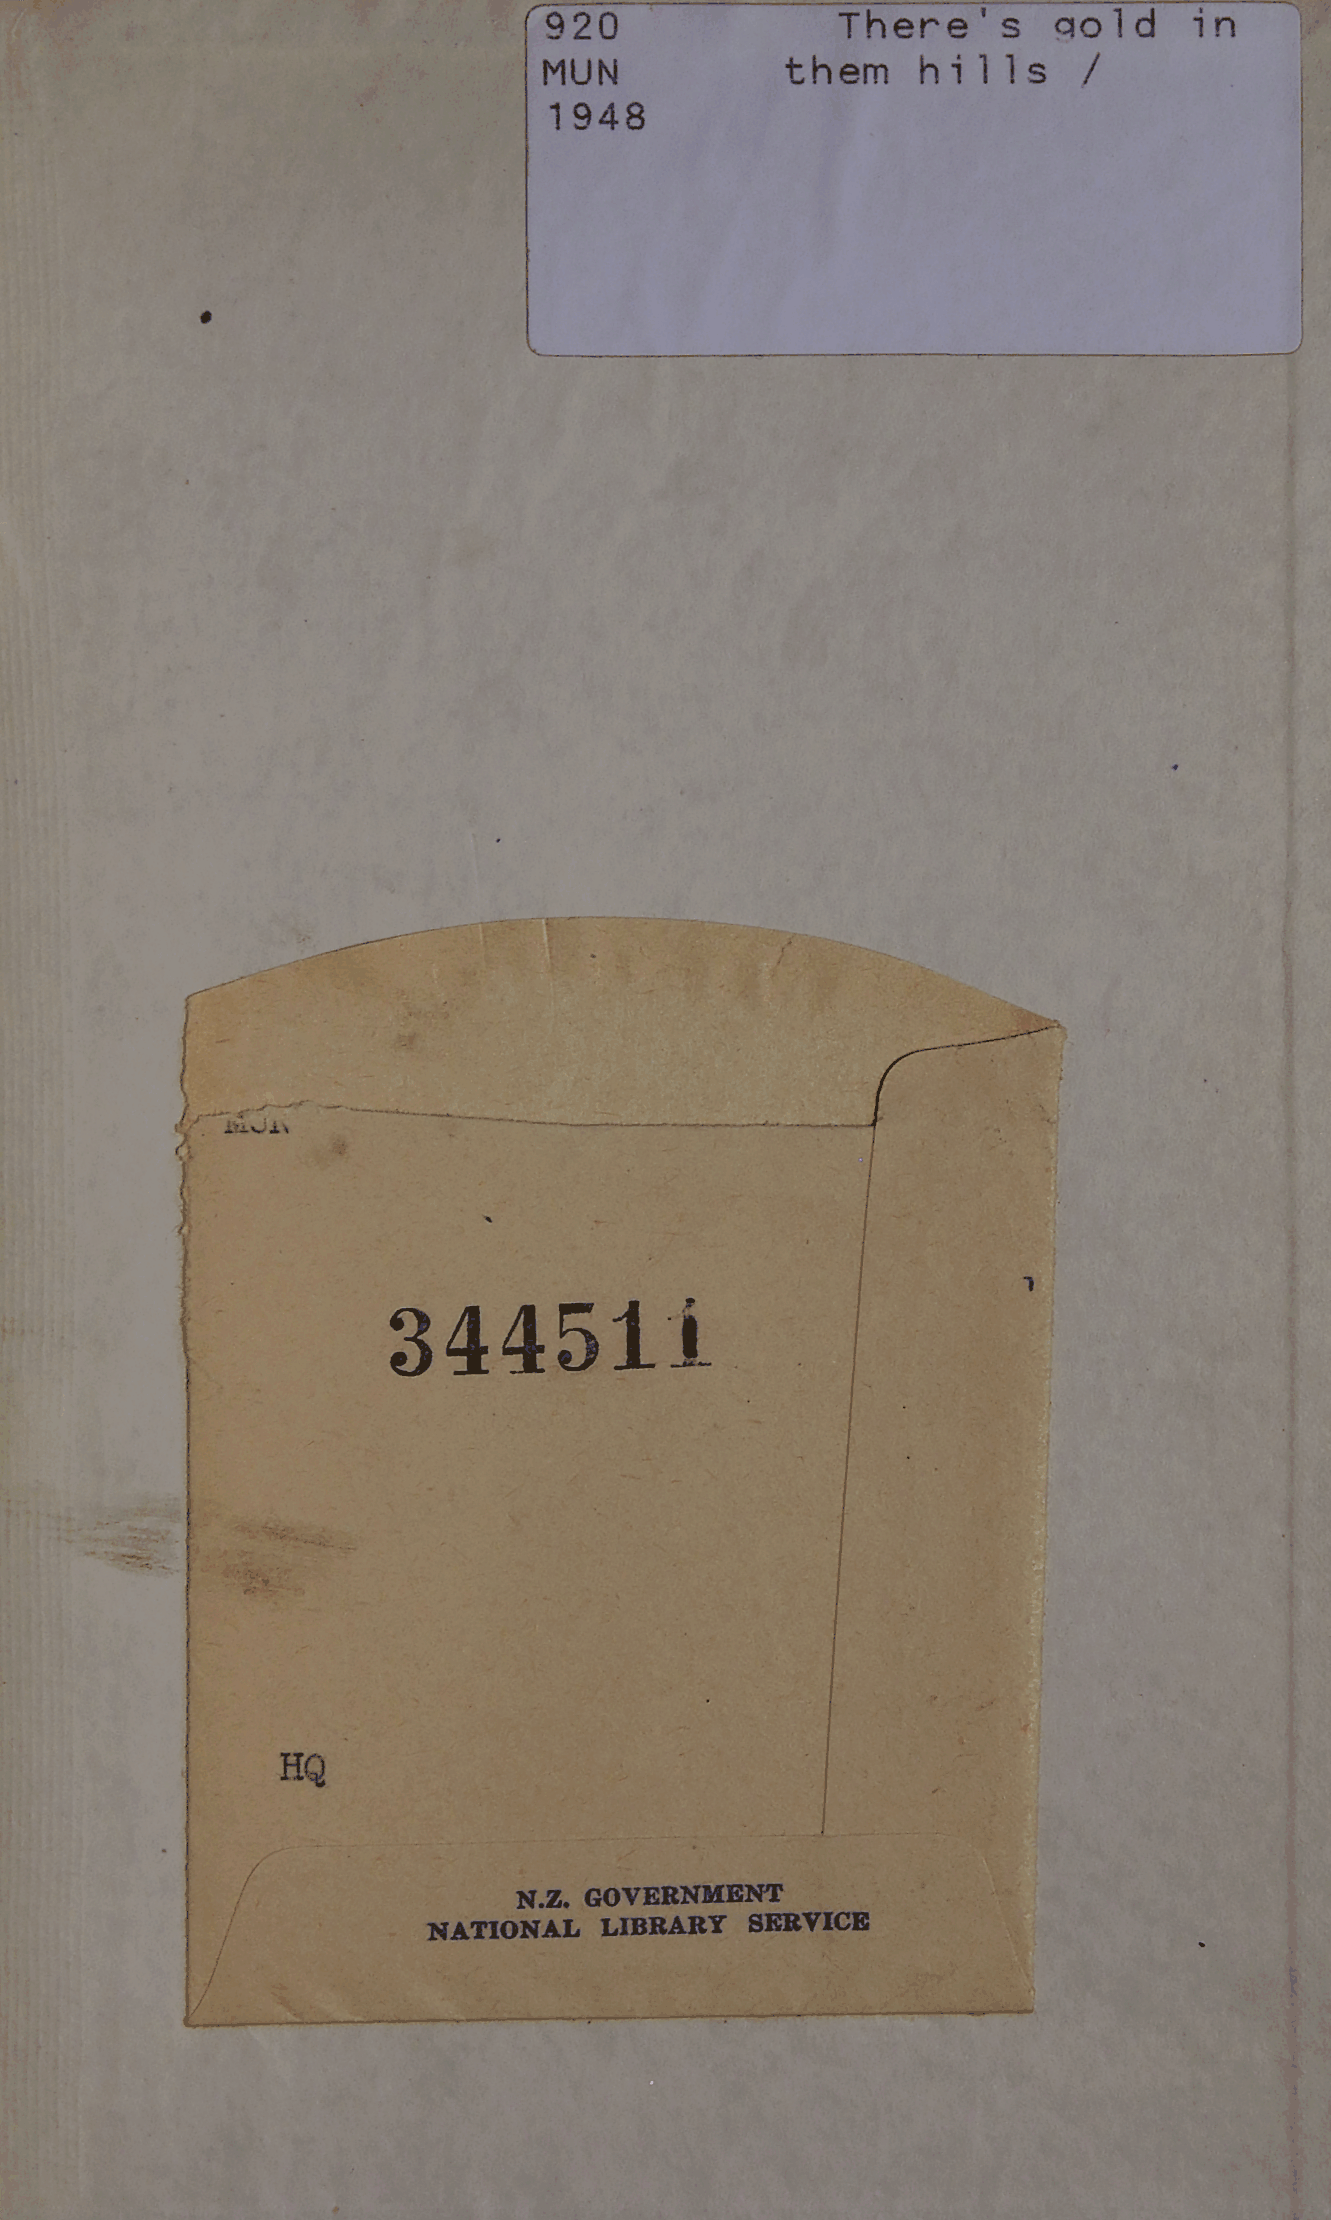 920 There's gold in
MUN them hills /
1948
344511
HQ
N.Z. GOVERNMENT
NATIONAL LIBRARY SERVICE